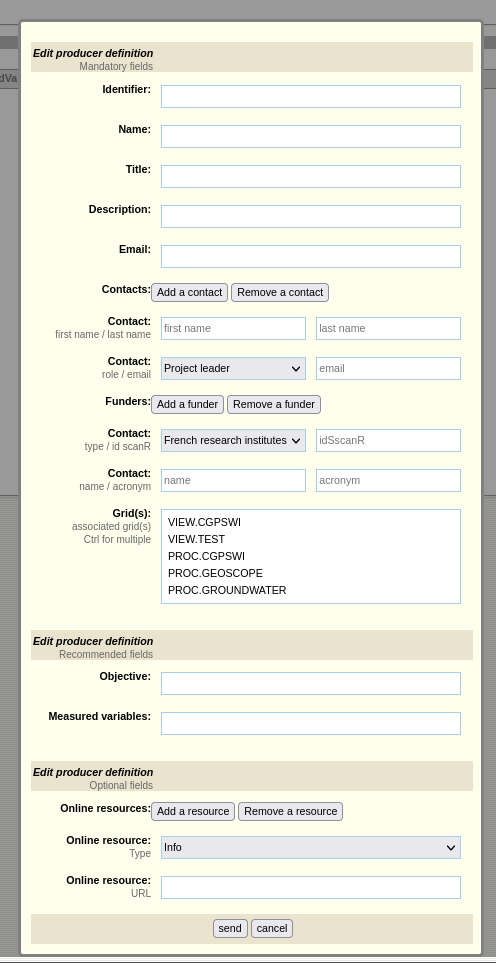 Edit producer definition
Mandatory fields
dVa
Identifier:
Name:
Title:
Description:
Email:
Contacts: Add a contact Remove a contact
Contact: first name last name
first name / last name
Contact: Project leader email
role / email
Funders: Add a funder Remove a funder
Contact: French research institutes idSscanR
type / id scanR
Contact: name acronym
name / acronym
Grid(s):
associated grid(s)
Ctrl for multiple
VIEW.CGPSWI
VIEW.TEST
PROC.CGPSWI
PROC.GEOSCOPE
PROC.GROUNDWATER
Edit producer definition
Recommended fields
Objective:
Measured variables:
Edit producer definition
Optional fields
Online resources: Add a resource Remove a resource
Online resource: Info
Type
Online resource:
URL
send cancel